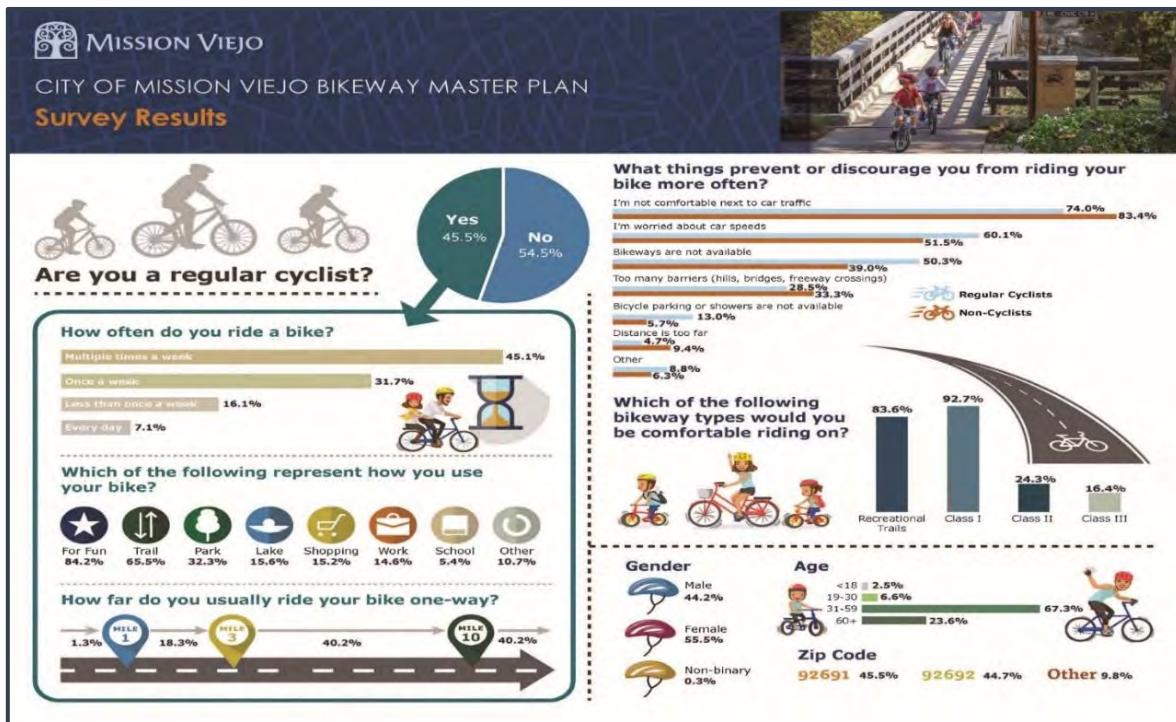 MISSION VIEJO
CITY OF MISSION VIEJO BIKEWAY MASTER PLAN
Survey Results
Are you a regular cyclist?
Yes
45.5%
No
54.5%
How often do you ride a bike?
Multiple times a week 45.1%
Once a week 31.7%
Less than once a week 16.1%
Every day 7.1%
Which of the following represent how you use
your bike?
For Fun Trail Park Lake Shopping Work School Other
84.2% 65.5% 32.3% 15.6% 15.2% 14.6% 5.4% 10.7%
How far do you usually ride your bike one-way?
MILE MILE MILE
1.3% 1 18.3% 3 40.2% 10 40.2%
What things prevent or discourage you from riding your
bike more often?
I'm not comfortable next to car traffic
74.0%
83.4%
I'm worried about car speeds
60.1%
51.5%
Bikeways are not available
50.3%
39.0%
Too many barriers (hills, bridges, freeway crossings)
28.5%
33.3%
Bicycle parking or showers are not available
13.0%
5.7%
Distance is too far
4.7%
9.4%
Other
8.8%
6.3%
Regular Cyclists
Non-Cyclists
Which of the following
bikeway types would you
be comfortable riding on?
83.6% 92.7% 24.3% 16.4%
Recreational
Trails
Class I Class II Class III
Gender
Male
44.2%
Female
55.5%
Non-binary
0.3%
Age
<18 2.5%
19-30 6.6%
31-59 67.3%
60+ 23.6%
Zip Code
92691 45.5% 92692 44.7% Other 9.8%